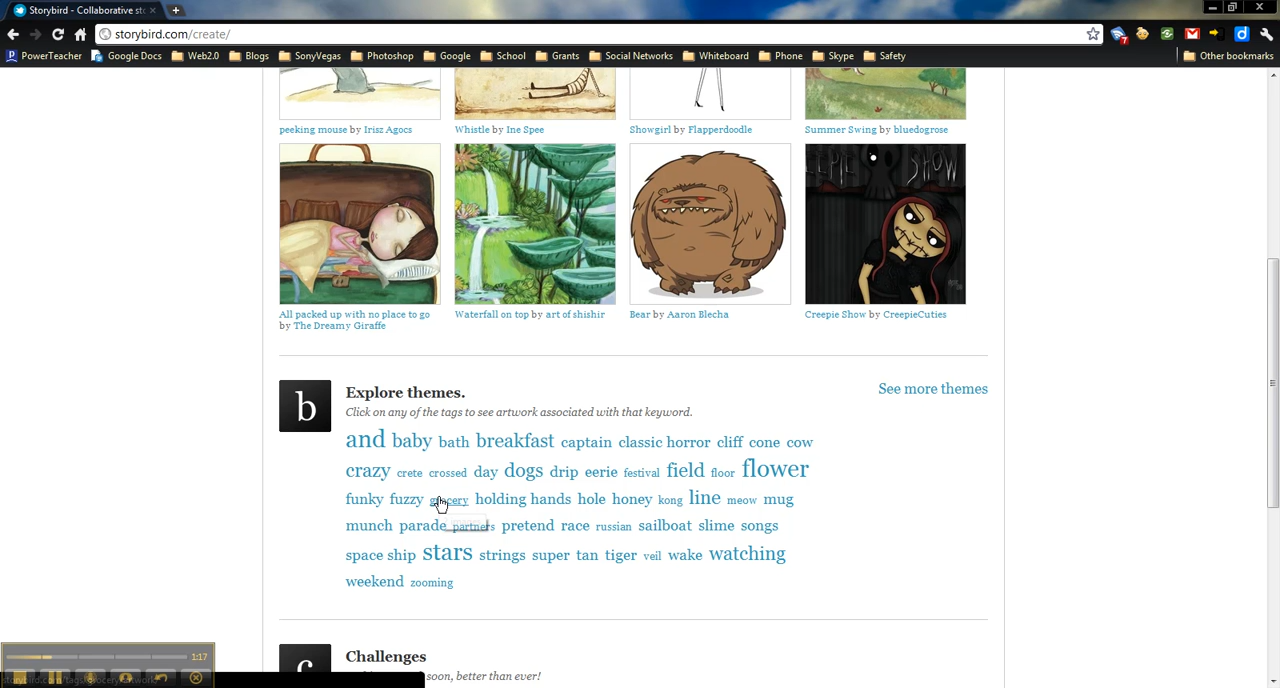 Storybird - Collaborative sto
storybird.com/create/
PowerTeacher Google Docs Web2.0 Blogs SonyVegas Photoshop Google School Grants Social Networks Whiteboard Phone Skype Safety Other bookmarks
peeking mouse by Irisz Agocs
Whistle by Ine Spee
Showgirl by Flapperdoodle
Summer Swing by bluedogrose
SHOW
All packed up with no place to go
by The Dreamy Giraffe
Waterfall on top by art of shishir
Bear by Aaron Blecha
Creepie Show by CreepieCuties
b
Explore themes.
See more themes
Click on any of the tags to see artwork associated with that keyword.
and baby bath breakfast captain classic horror cliff cone cow
crazy crete crossed day dogs drip eerie festival field floor flower
funky fuzzy grocery holding hands hole honey kong line meow mug
munch parade partners pretend race russian sailboat slime songs
space ship stars strings super tan tiger veil wake watching
weekend zooming
Challenges
soon, better than ever!
1:17